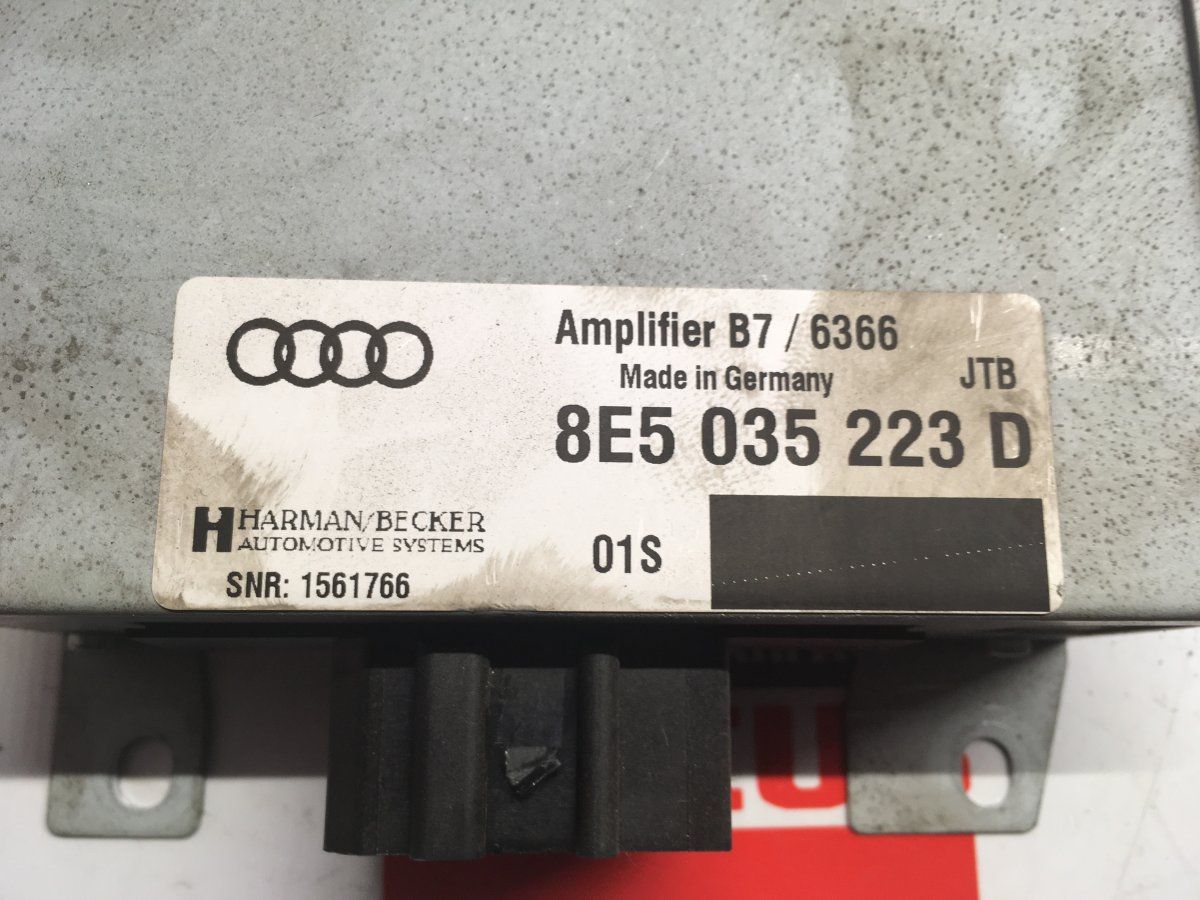 Amplifier B7 / 6366
Made in Germany
JTB
8E5 035 223 D
HARMAN/BECKER
AUTOMOTIVE SYSTEMS
01S
SNR: 1561766